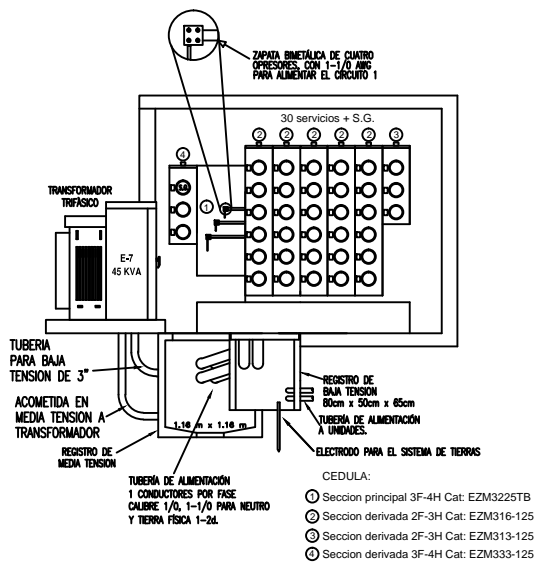 ZAPATA BIMETÁLICA DE CUATRO
OPRESORES, CON 1-1/0 AWG
PARA ALIMENTAR EL CIRCUITO 1
30 servicios + S.G.
2 2 2 2 2 3
4
S.G.
1
TRANSFORMADOR
TRIFÀSICO
E-7
45 KVA
TUBERIA
PARA BAJA
TENSION DE 3"
ACOMETIDA EN
MEDIA TENSION A
TRANSFORMADOR
REGISTRO DE
MEDIA TENSION
1.16 m x 1.16 m
REGISTRO DE
BAJA TENSION
80cm x 50cm x 65cm
TUBERÍA DE ALIMENTACIÓN
A UNIDADES.
ELECTRODO PARA EL SISTEMA DE TIERRAS
TUBERÍA DE ALIMENTACIÓN
1 CONDUCTORES POR FASE
CALIBRE 1/0, 1-1/0 PARA NEUTRO
Y TIERRA FÍSICA 1-2d.
CEDULA:
1 Seccion principal 3F-4H Cat: EZM3225TB
2 Seccion derivada 2F-3H Cat: EZM316-125
3 Seccion derivada 2F-3H Cat: EZM313-125
4 Seccion derivada 3F-4H Cat: EZM333-125